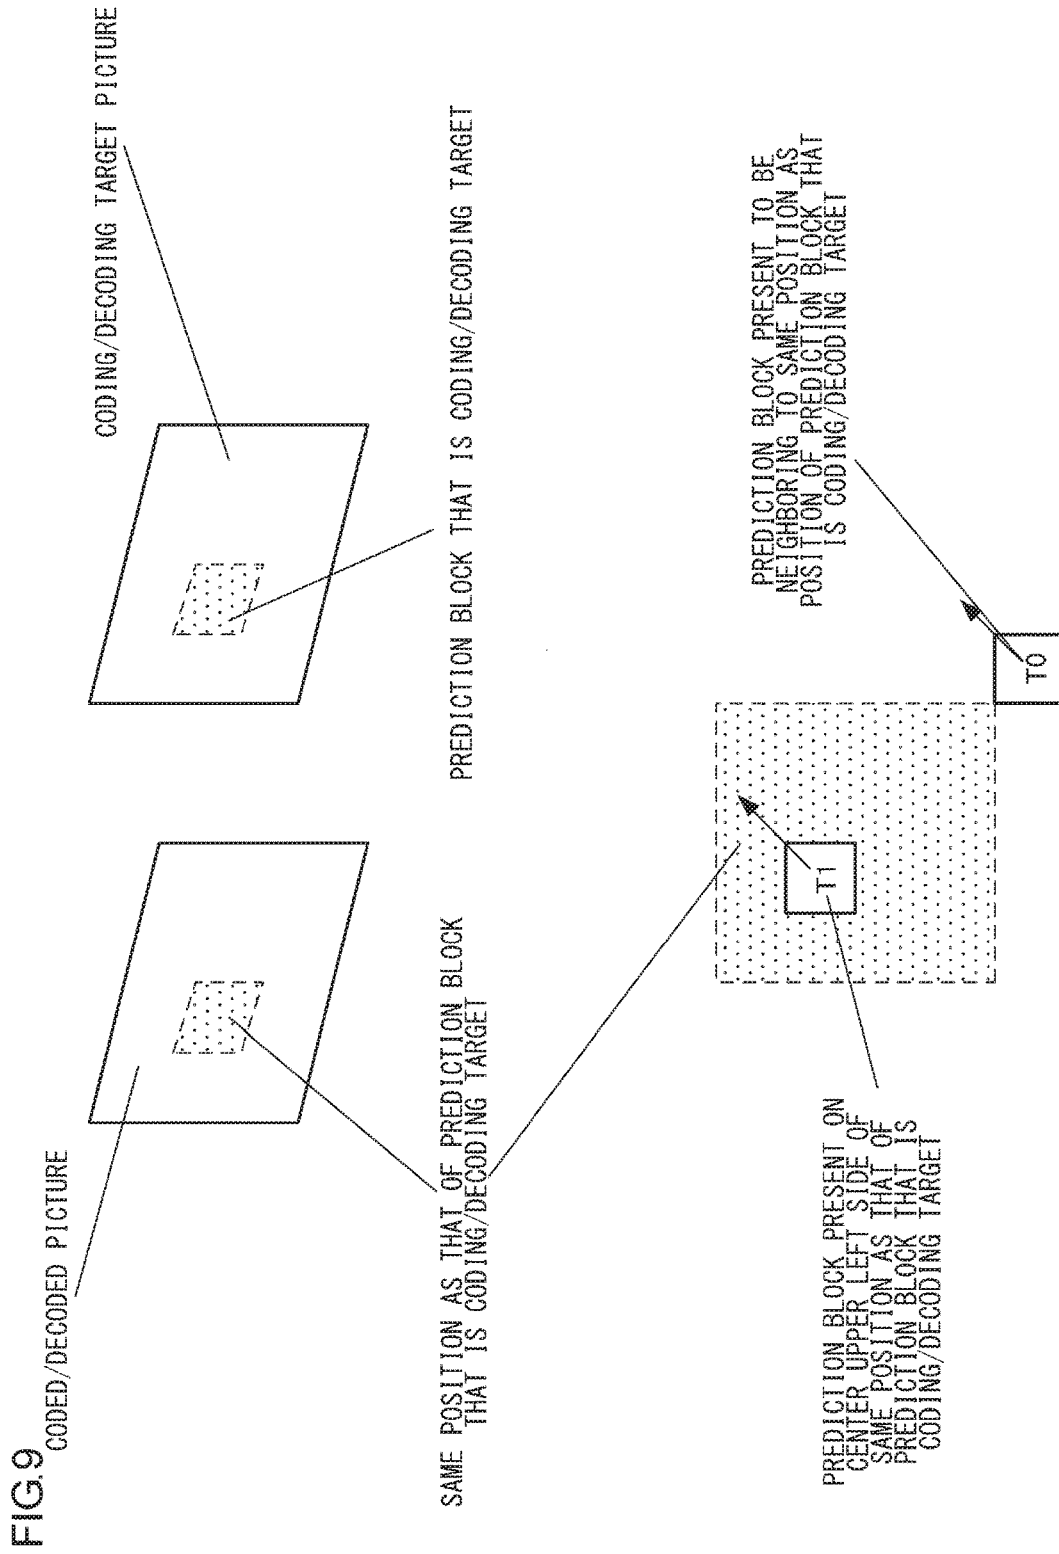 FIG.9
CODED/DECODED PICTURE
CODING/DECODING TARGET PICTURE
SAME POSITION AS THAT OF PREDICTION BLOCK
THAT IS CODING/DECODING TARGET
PREDICTION BLOCK THAT IS CODING/DECODING TARGET
PREDICTION BLOCK PRESENT ON
CENTER UPPER LEFT SIDE OF
SAME POSITION AS THAT OF
PREDICTION BLOCK THAT IS
CODING/DECODING TARGET
T1
PREDICTION BLOCK PRESENT TO BE
NEIGHBORING TO SAME POSITION AS
POSITION OF PREDICTION BLOCK THAT
IS CODING/DECODING TARGET
T0